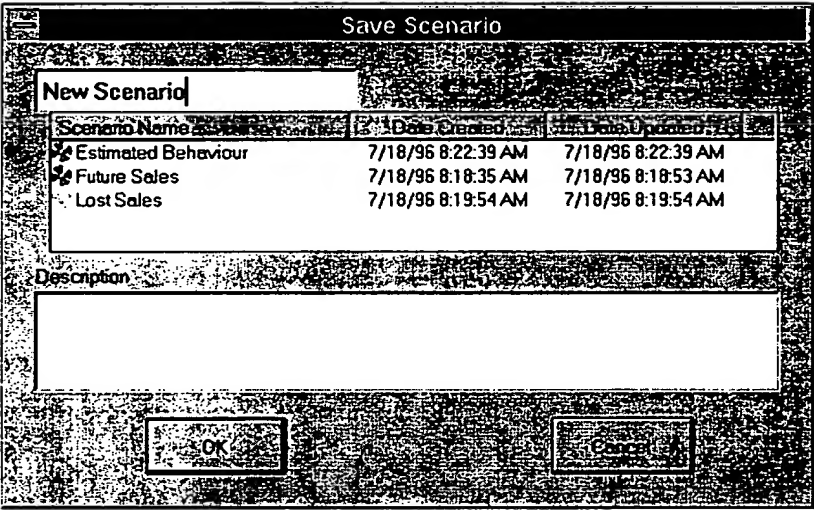 Save Scenario
New Scenario
Scenario Name Date Created Date Updated
Estimated Behaviour 7/18/96 8:22:39 AM 7/18/96 8:22:39 AM
Future Sales 7/18/96 8:18:35 AM 7/18/96 8:18:53 AM
Lost Sales 7/18/96 8:19:54 AM 7/18/96 8:19:54 AM
Description
OK Cancel